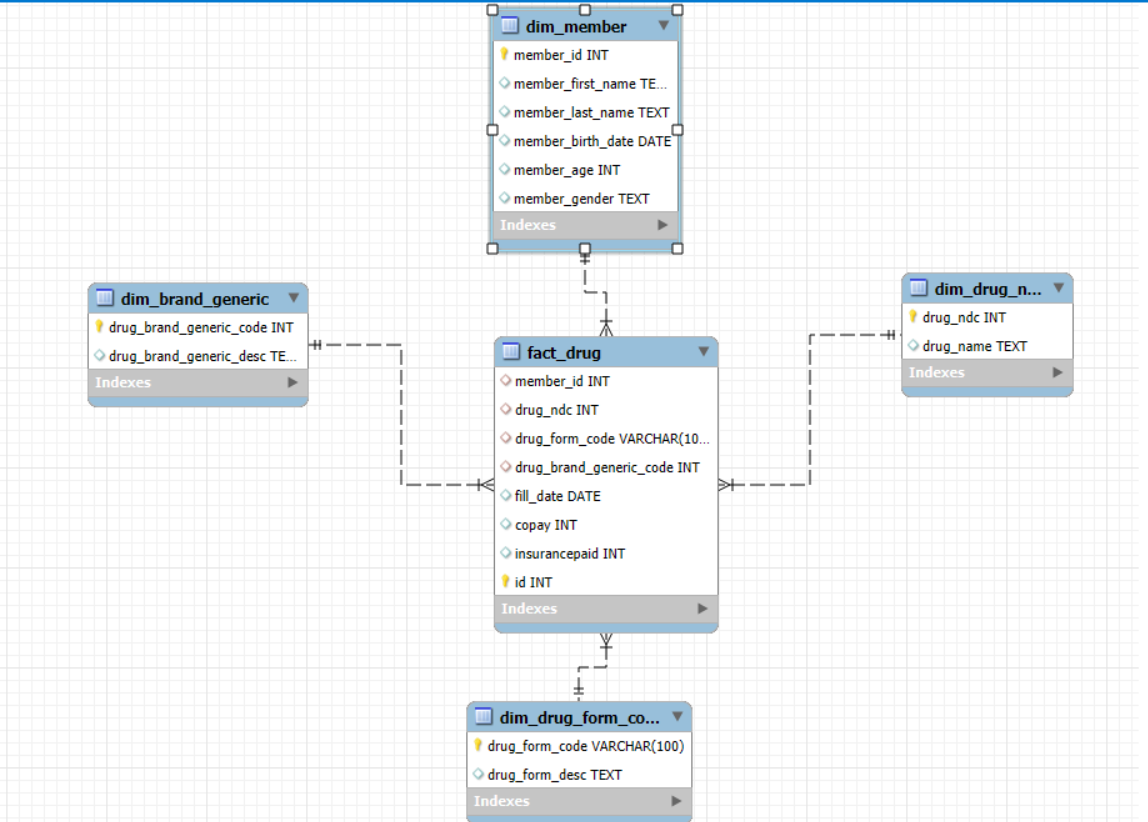 dim_member
member_id INT
member_first_name TE...
member_last_name TEXT
member_birth_date DATE
member_age INT
member_gender TEXT
Indexes
dim_brand_generic
drug_brand_generic_code INT
drug_brand_generic_desc TE...
Indexes
dim_drug_n...
drug_ndc INT
drug_name TEXT
Indexes
fact_drug
member_id INT
drug_ndc INT
drug_form_code VARCHAR(10...
drug_brand_generic_code INT
fill_date DATE
copay INT
insurancepaid INT
id INT
Indexes
dim_drug_form_co...
drug_form_code VARCHAR(100)
drug_form_desc TEXT
Indexes